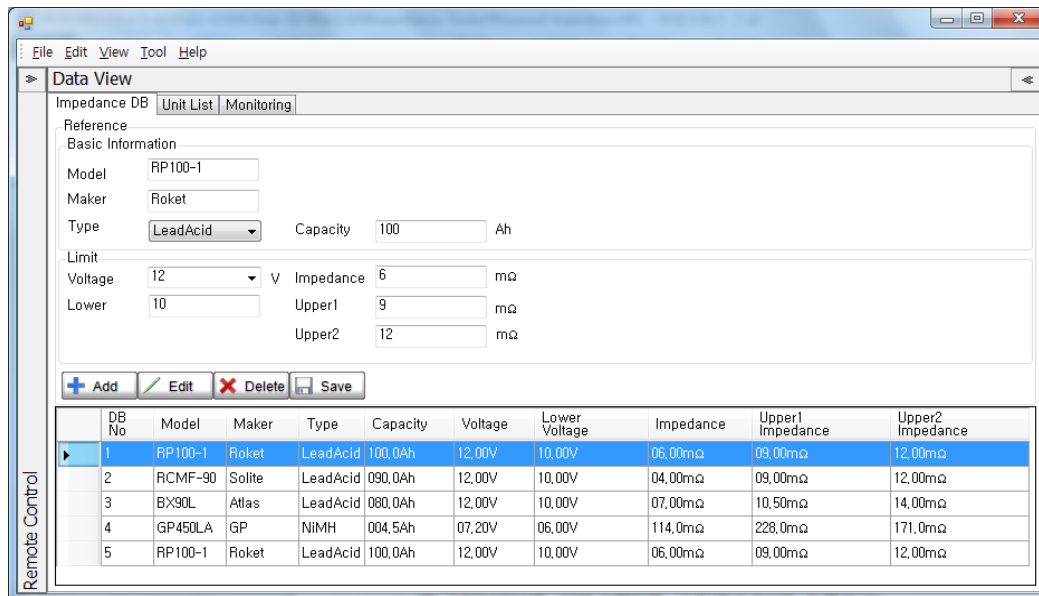 File Edit View Tool Help
Data View
Impedance DB Unit List Monitoring
Reference
Basic Information
Model RP100-1
Maker Roket
Type LeadAcid Capacity 100 Ah
Limit
Voltage 12 V Impedance 6 mΩ
Lower 10 Upper1 9 mΩ
Upper2 12 mΩ
Add Edit Delete Save
DB No Model Maker Type Capacity Voltage Lower Voltage Impedance Upper1 Impedance Upper2 Impedance
1 RP100-1 Roket LeadAcid 100,0Ah 12,00V 10,00V 06,00mΩ 09,00mΩ 12,00mΩ
2 RCMF-90 Solite LeadAcid 090,0Ah 12,00V 10,00V 04,00mΩ 09,00mΩ 12,00mΩ
3 BX90L Atlas LeadAcid 080,0Ah 12,00V 10,00V 07,00mΩ 10,50mΩ 14,00mΩ
4 GP450LA GP NiMH 004,5Ah 07,20V 06,00V 114,0mΩ 228,0mΩ 171,0mΩ
5 RP100-1 Roket LeadAcid 100,0Ah 12,00V 10,00V 06,00mΩ 09,00mΩ 12,00mΩ
Remote Control